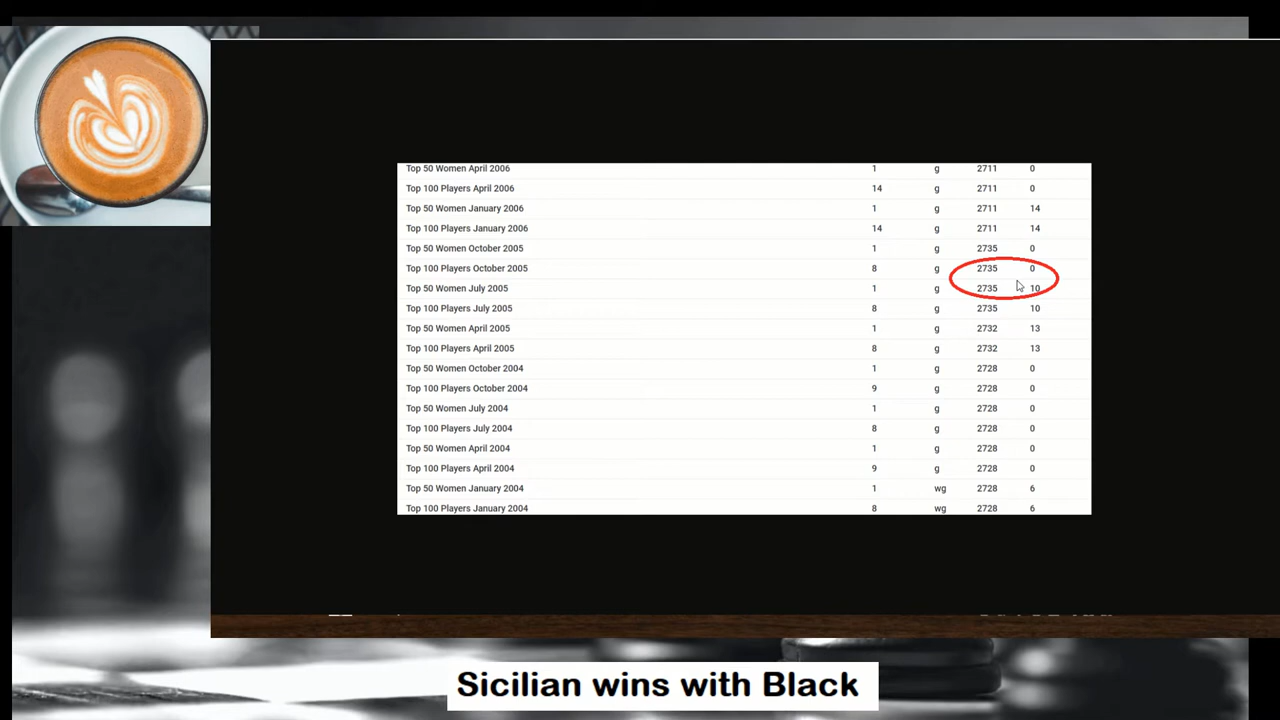 Top 50 Women April 2006 1 g 2711 0
Top 100 Players April 2006 14 g 2711 0
Top 50 Women January 2006 1 g 2711 14
Top 100 Players January 2006 14 g 2711 14
Top 50 Women October 2005 1 g 2735 0
Top 100 Players October 2005 8 g 2735 0
Top 50 Women July 2005 1 g 2735 10
Top 100 Players July 2005 8 g 2735 10
Top 50 Women April 2005 1 g 2732 13
Top 100 Players April 2005 8 g 2732 13
Top 50 Women October 2004 1 g 2728 0
Top 100 Players October 2004 9 g 2728 0
Top 50 Women July 2004 1 g 2728 0
Top 100 Players July 2004 8 g 2728 0
Top 50 Women April 2004 1 g 2728 0
Top 100 Players April 2004 9 g 2728 0
Top 50 Women January 2004 1 wg 2728 6
Top 100 Players January 2004 8 wg 2728 6
Sicilian wins with Black